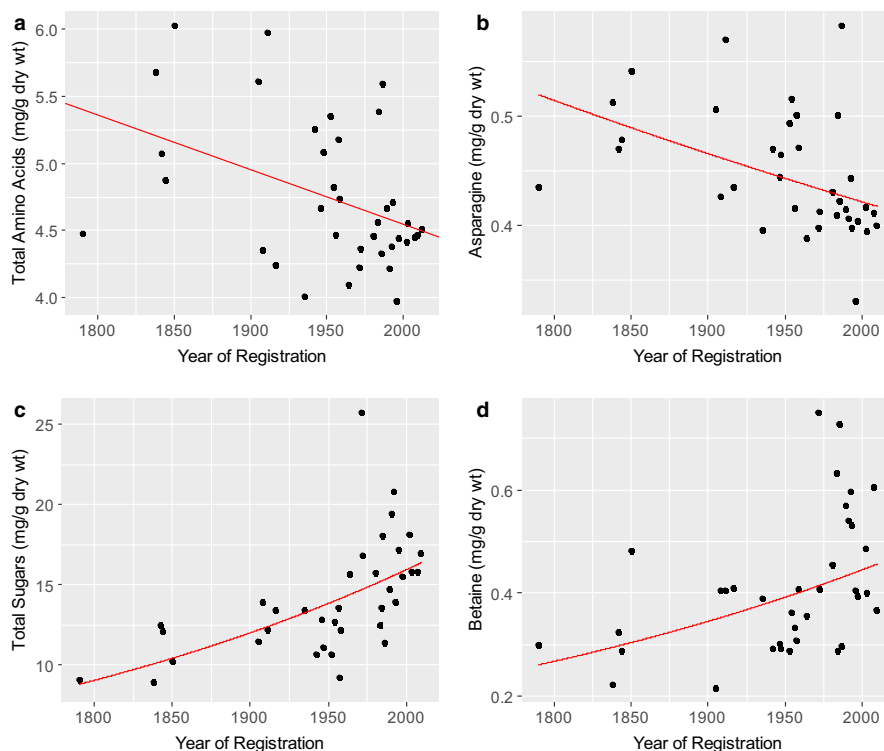 a
Total Amino Acids (mg/g dry wt)
6.0
5.5
5.0
4.5
4.0
1800 1850 1900 1950 2000
Year of Registration
b
Asparagine (mg/g dry wt)
0.5
0.4
1800 1850 1900 1950 2000
Year of Registration
c
Total Sugars (mg/g dry wt)
25
20
15
10
1800 1850 1900 1950 2000
Year of Registration
d
Betaine (mg/g dry wt)
0.6
0.4
0.2
1800 1850 1900 1950 2000
Year of Registration